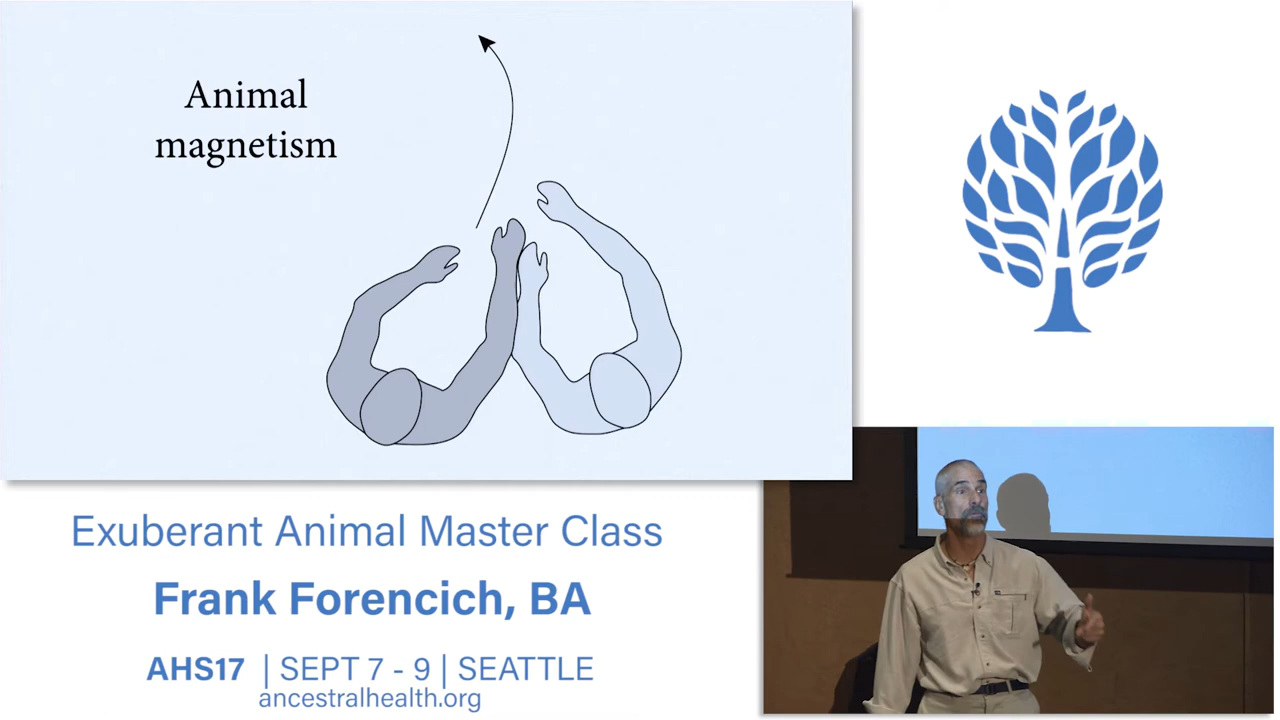 Animal
magnetism
Exuberant Animal Master Class
Frank Forencich, BA
AHS17 | SEPT 7 - 9 | SEATTLE
ancestralhealth.org